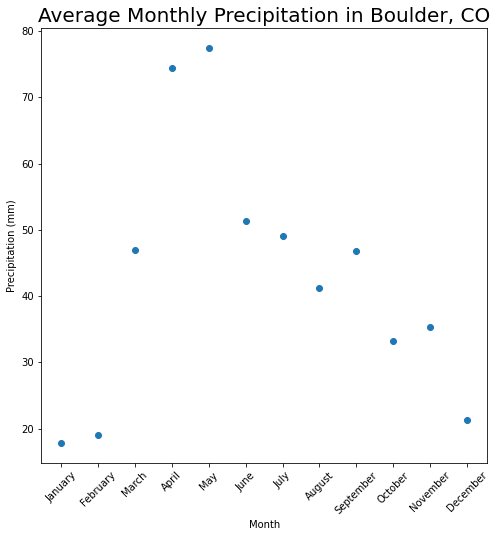 Average Monthly Precipitation in Boulder, CO
80
70
60
50
40
30
20
Precipitation (mm)
January
February
March
April
May
June
July
August
September
October
November
December
Month